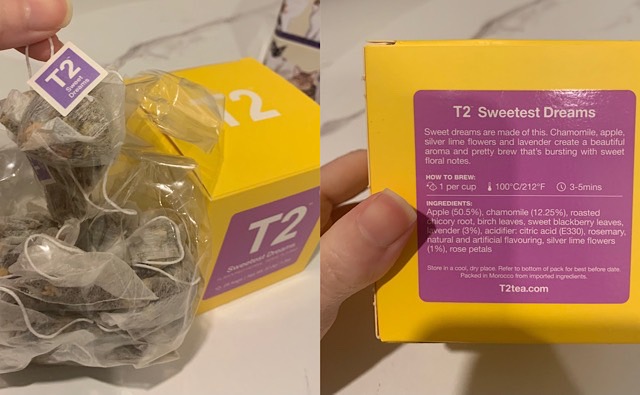 T2
Sweet
Dreams
T2
T2
Sweetest Dreams
T2 Sweetest Dreams
Sweet dreams are made of this. Chamomile, apple,
silver lime flowers and lavender create a beautiful
aroma and pretty brew that's bursting with sweet
floral notes.
HOW TO BREW:
1 per cup 100°C/212°F 3-5mins
INGREDIENTS:
Apple (50.5%), chamomile (12.25%), roasted
chicory root, birch leaves, sweet blackberry leaves,
lavender (3%), acidifier: citric acid (E330), rosemary,
natural and artificial flavouring, silver lime flowers
(1%), rose petals
Store in a cool, dry place. Refer to bottom of pack for best before date.
Packed in Morocco from imported ingredients.
T2tea.com